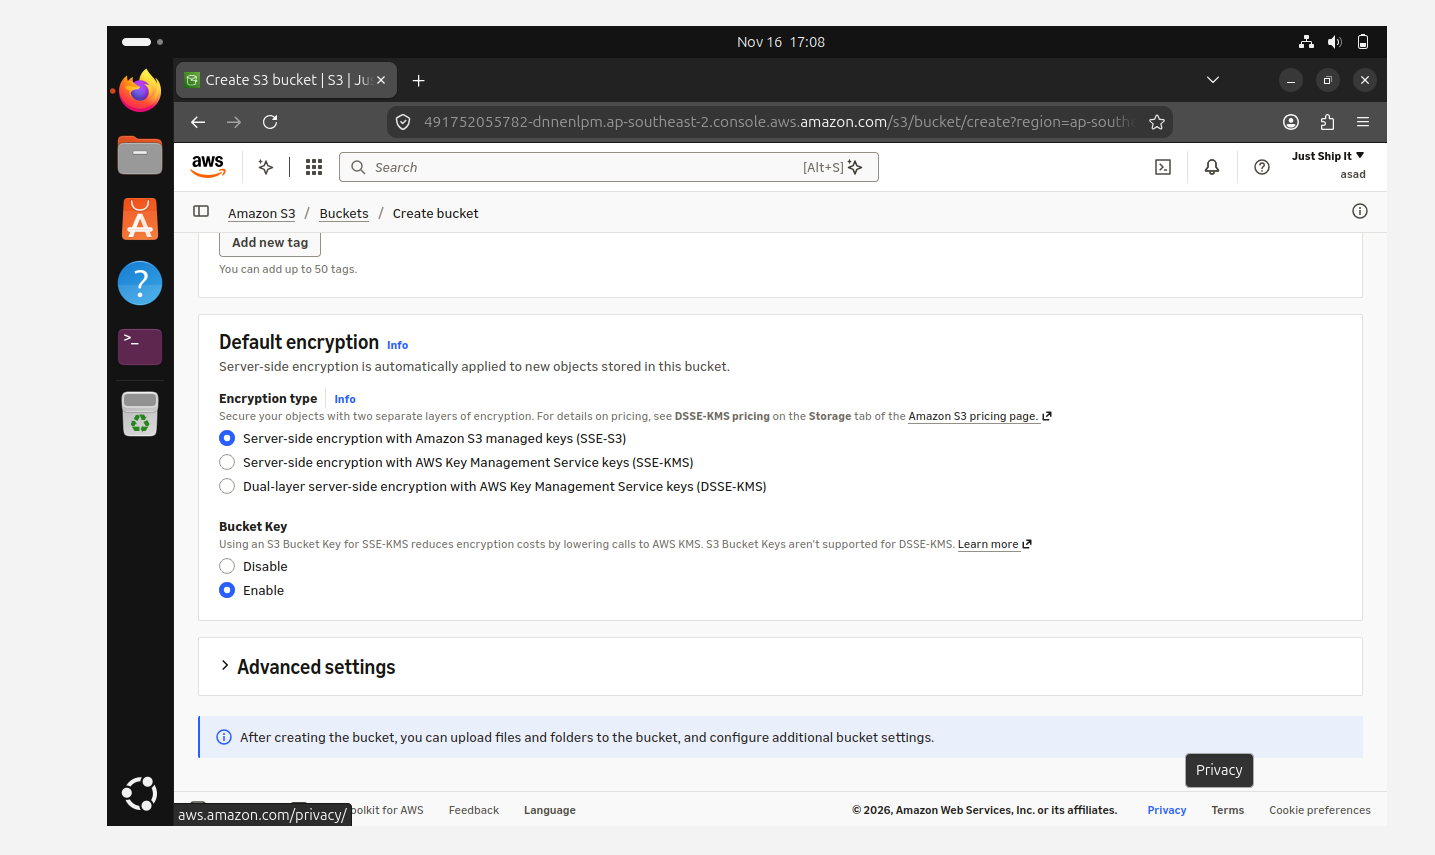 Nov 16 17:08
Create S3 bucket | S3 | Jus
491752055782-dnnenlpm.ap-southeast-2.console.aws.amazon.com/s3/bucket/create?region=ap-south
aws
Search
[Alt+S]
Just Ship It
asad
Amazon S3 / Buckets / Create bucket
Add new tag
You can add up to 50 tags.
Default encryption Info
Server-side encryption is automatically applied to new objects stored in this bucket.
Encryption type Info
Secure your objects with two separate layers of encryption. For details on pricing, see DSSE-KMS pricing on the Storage tab of the Amazon S3 pricing page.
Server-side encryption with Amazon S3 managed keys (SSE-S3)
Server-side encryption with AWS Key Management Service keys (SSE-KMS)
Dual-layer server-side encryption with AWS Key Management Service keys (DSSE-KMS)
Bucket Key
Using an S3 Bucket Key for SSE-KMS reduces encryption costs by lowering calls to AWS KMS. S3 Bucket Keys aren't supported for DSSE-KMS. Learn more
Disable
Enable
Advanced settings
After creating the bucket, you can upload files and folders to the bucket, and configure additional bucket settings.
Privacy
oolkit for AWS Feedback Language © 2026, Amazon Web Services, Inc. or its affiliates. Privacy Terms Cookie preferences
aws.amazon.com/privacy/